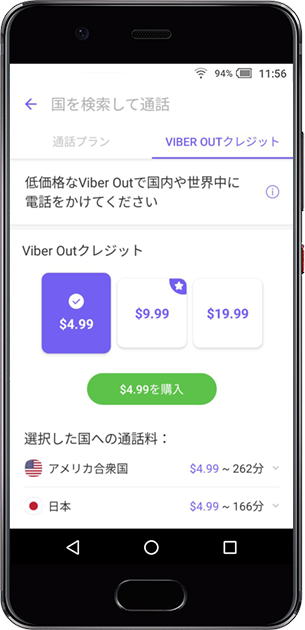 94% 11:56
国を検索して通話
通話プラン VIBER OUTクレジット
低価格なViber Outで国内や世界中に
電話をかけてください
Viber Outクレジット
$4.99 $9.99 $19.99
$4.99を購入
選択した国への通話料：
アメリカ合衆国 $4.99 ~ 262分
日本 $4.99 ~ 166分